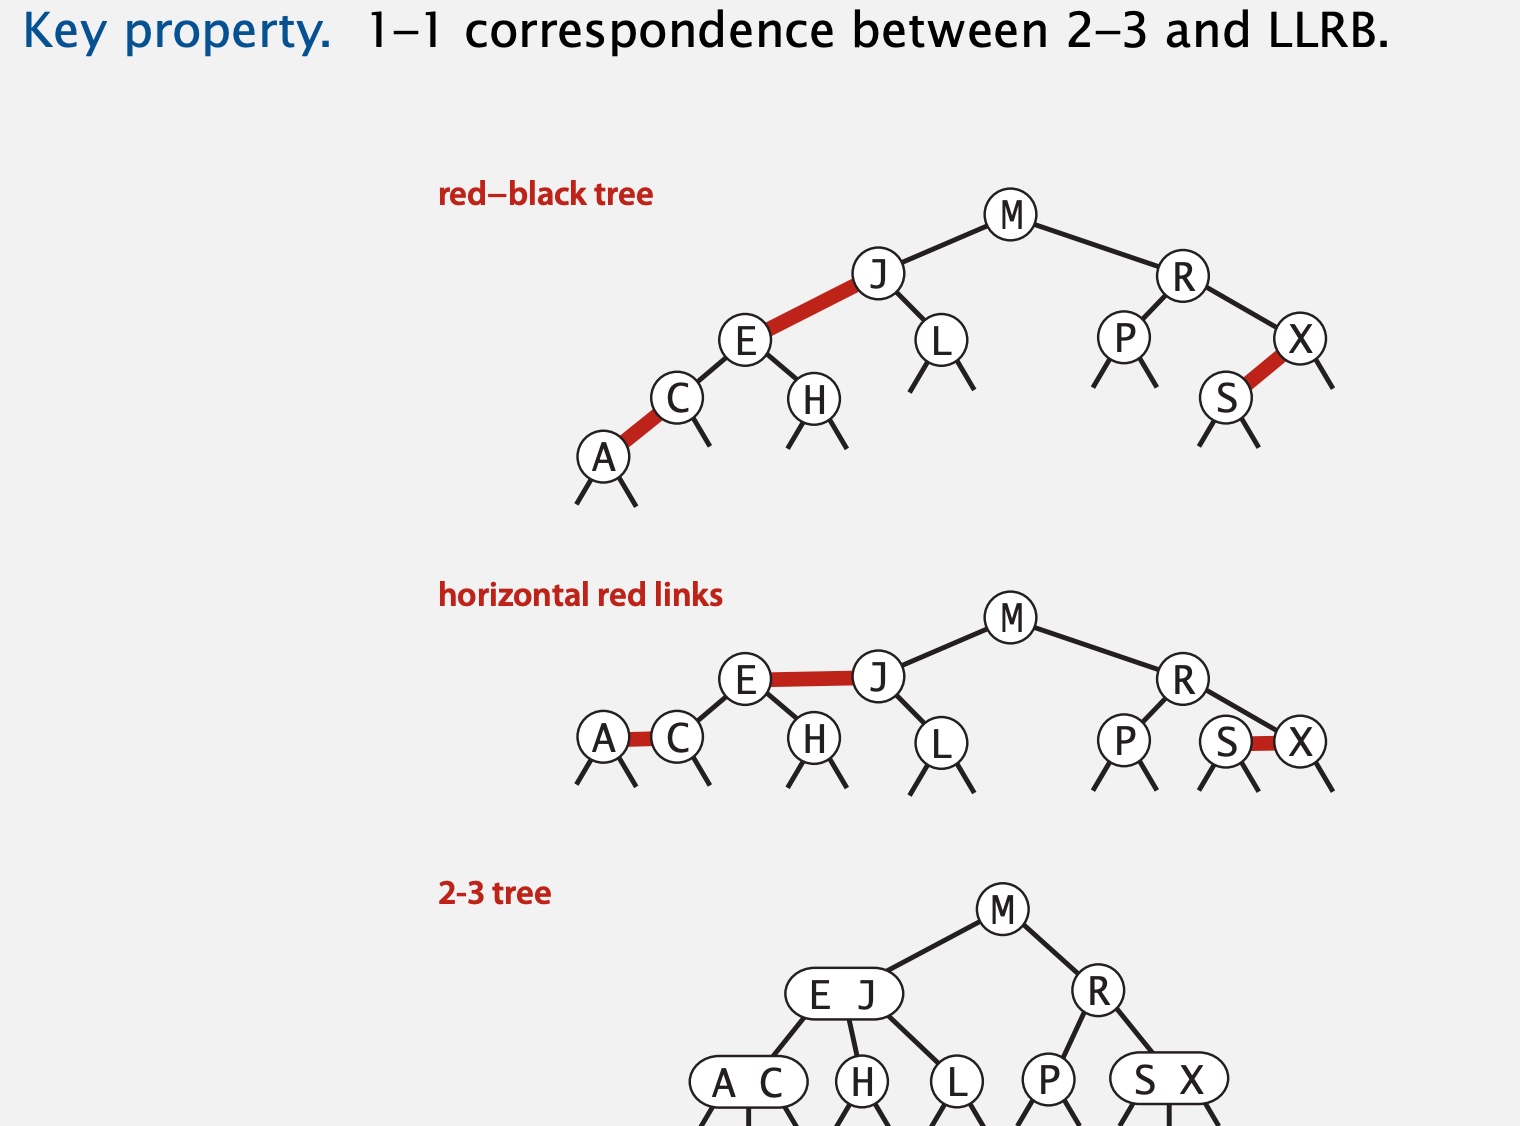 Key property. 1–1 correspondence between 2–3 and LLRB.
red–black tree
M
J R
E L P X
C H S
A
horizontal red links
M
E J R
A C H L P S X
2-3 tree
M
E J R
A C H L P S X